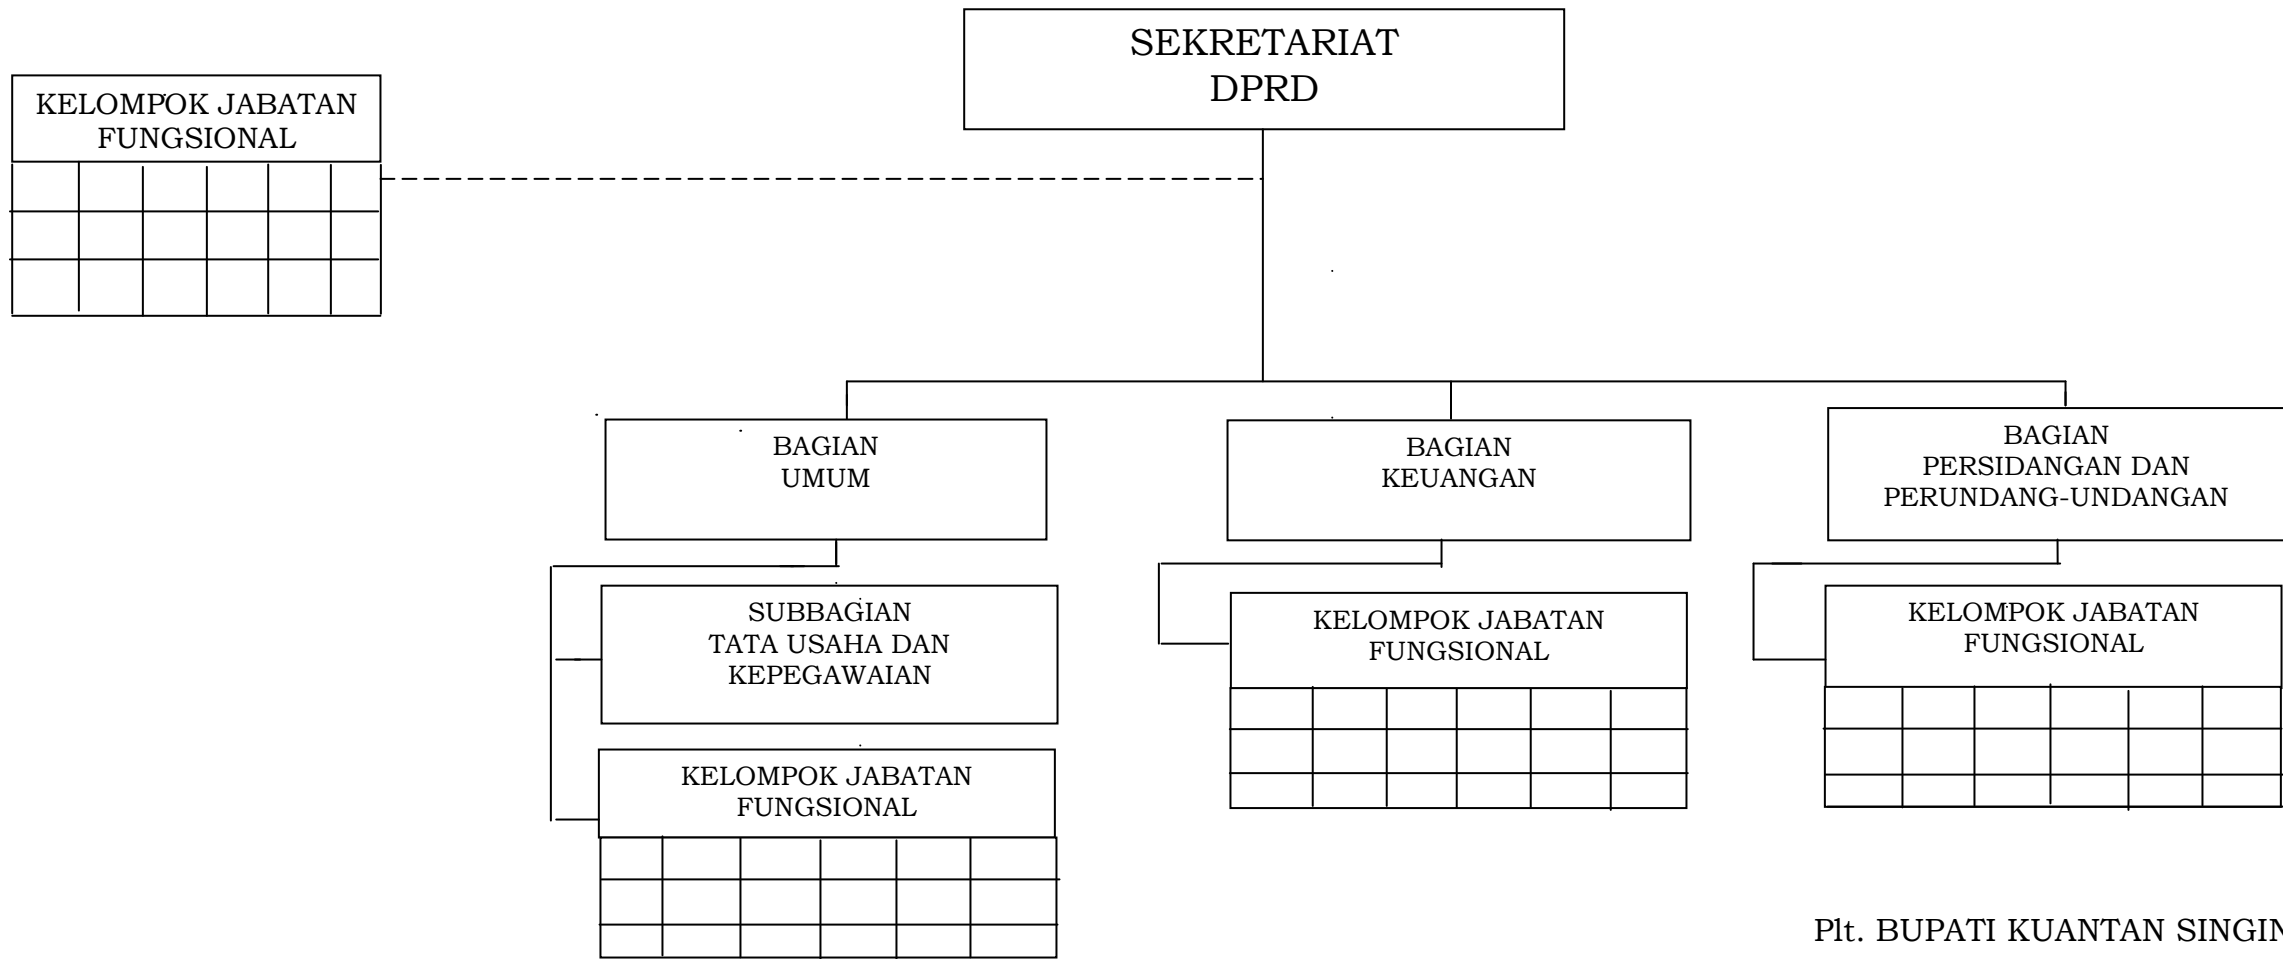 SEKRETARIAT
DPRD
KELOMPOK JABATAN
FUNGSIONAL
BAGIAN
UMUM
BAGIAN
KEUANGAN
BAGIAN
PERSIDANGAN DAN
PERUNDANG-UNDANGAN
SUBBAGIAN
TATA USAHA DAN
KEPEGAWAIAN
KELOMPOK JABATAN
FUNGSIONAL
KELOMPOK JABATAN
FUNGSIONAL
KELOMPOK JABATAN
FUNGSIONAL
Plt. BUPATI KUANTAN SINGIN